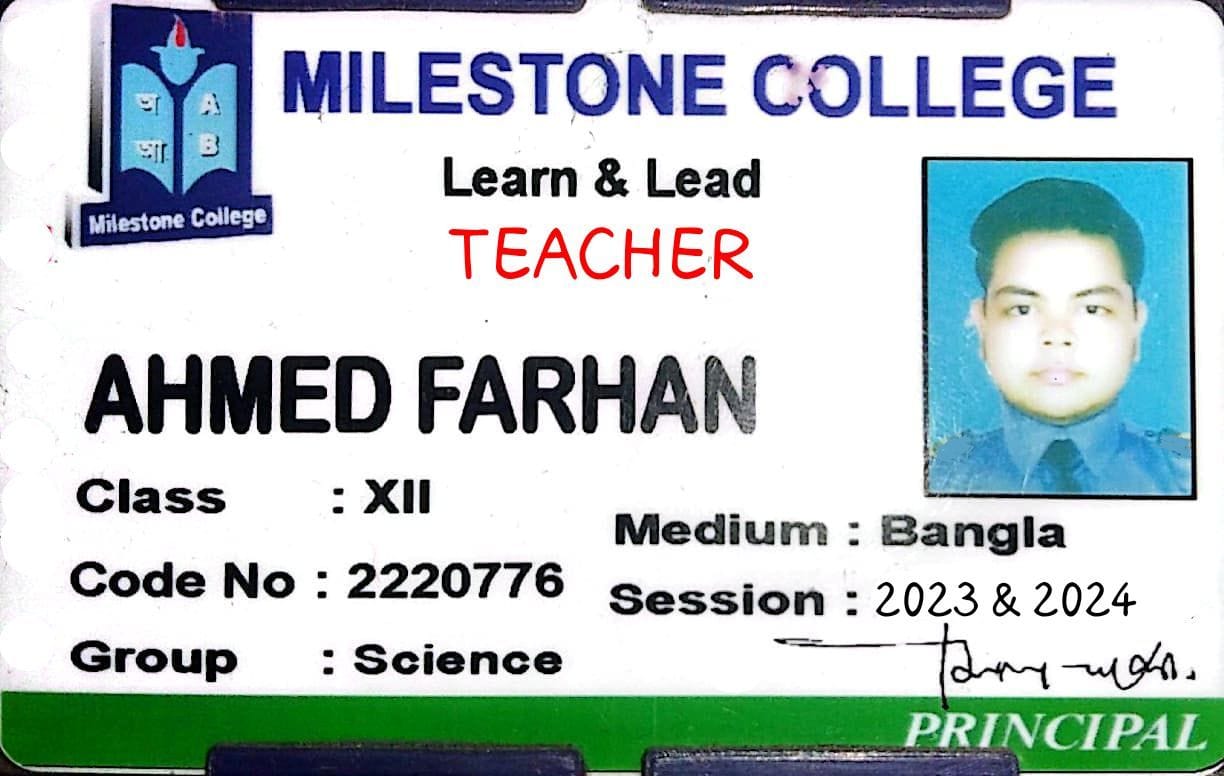 অ A
আ B
Milestone College
MILESTONE COLLEGE
Learn & Lead
TEACHER
AHMED FARHAN
Class : XII
Code No : 2220776
Group : Science
Medium : Bangla
Session : 2023 & 2024
PRINCIPAL